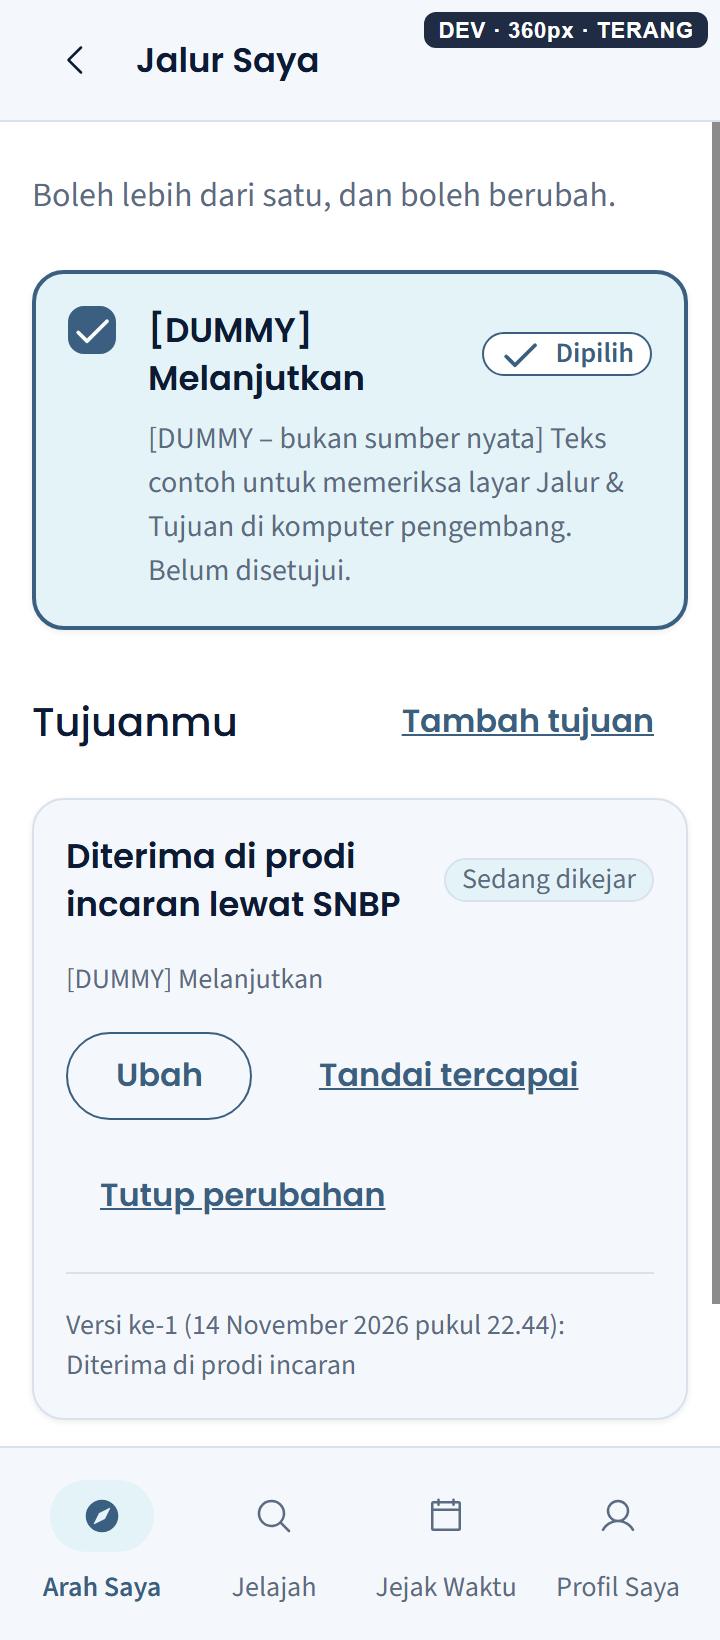 DEV · 360px · TERANG
Jalur Saya
Boleh lebih dari satu, dan boleh berubah.
[DUMMY]
Melanjutkan
Dipilih
[DUMMY – bukan sumber nyata] Teks
contoh untuk memeriksa layar Jalur &
Tujuan di komputer pengembang.
Belum disetujui.
Tujuanmu
Tambah tujuan
Diterima di prodi
incaran lewat SNBP
Sedang dikejar
[DUMMY] Melanjutkan
Ubah
Tandai tercapai
Tutup perubahan
Versi ke-1 (14 November 2026 pukul 22.44):
Diterima di prodi incaran
Arah Saya
Jelajah
Jejak Waktu
Profil Saya